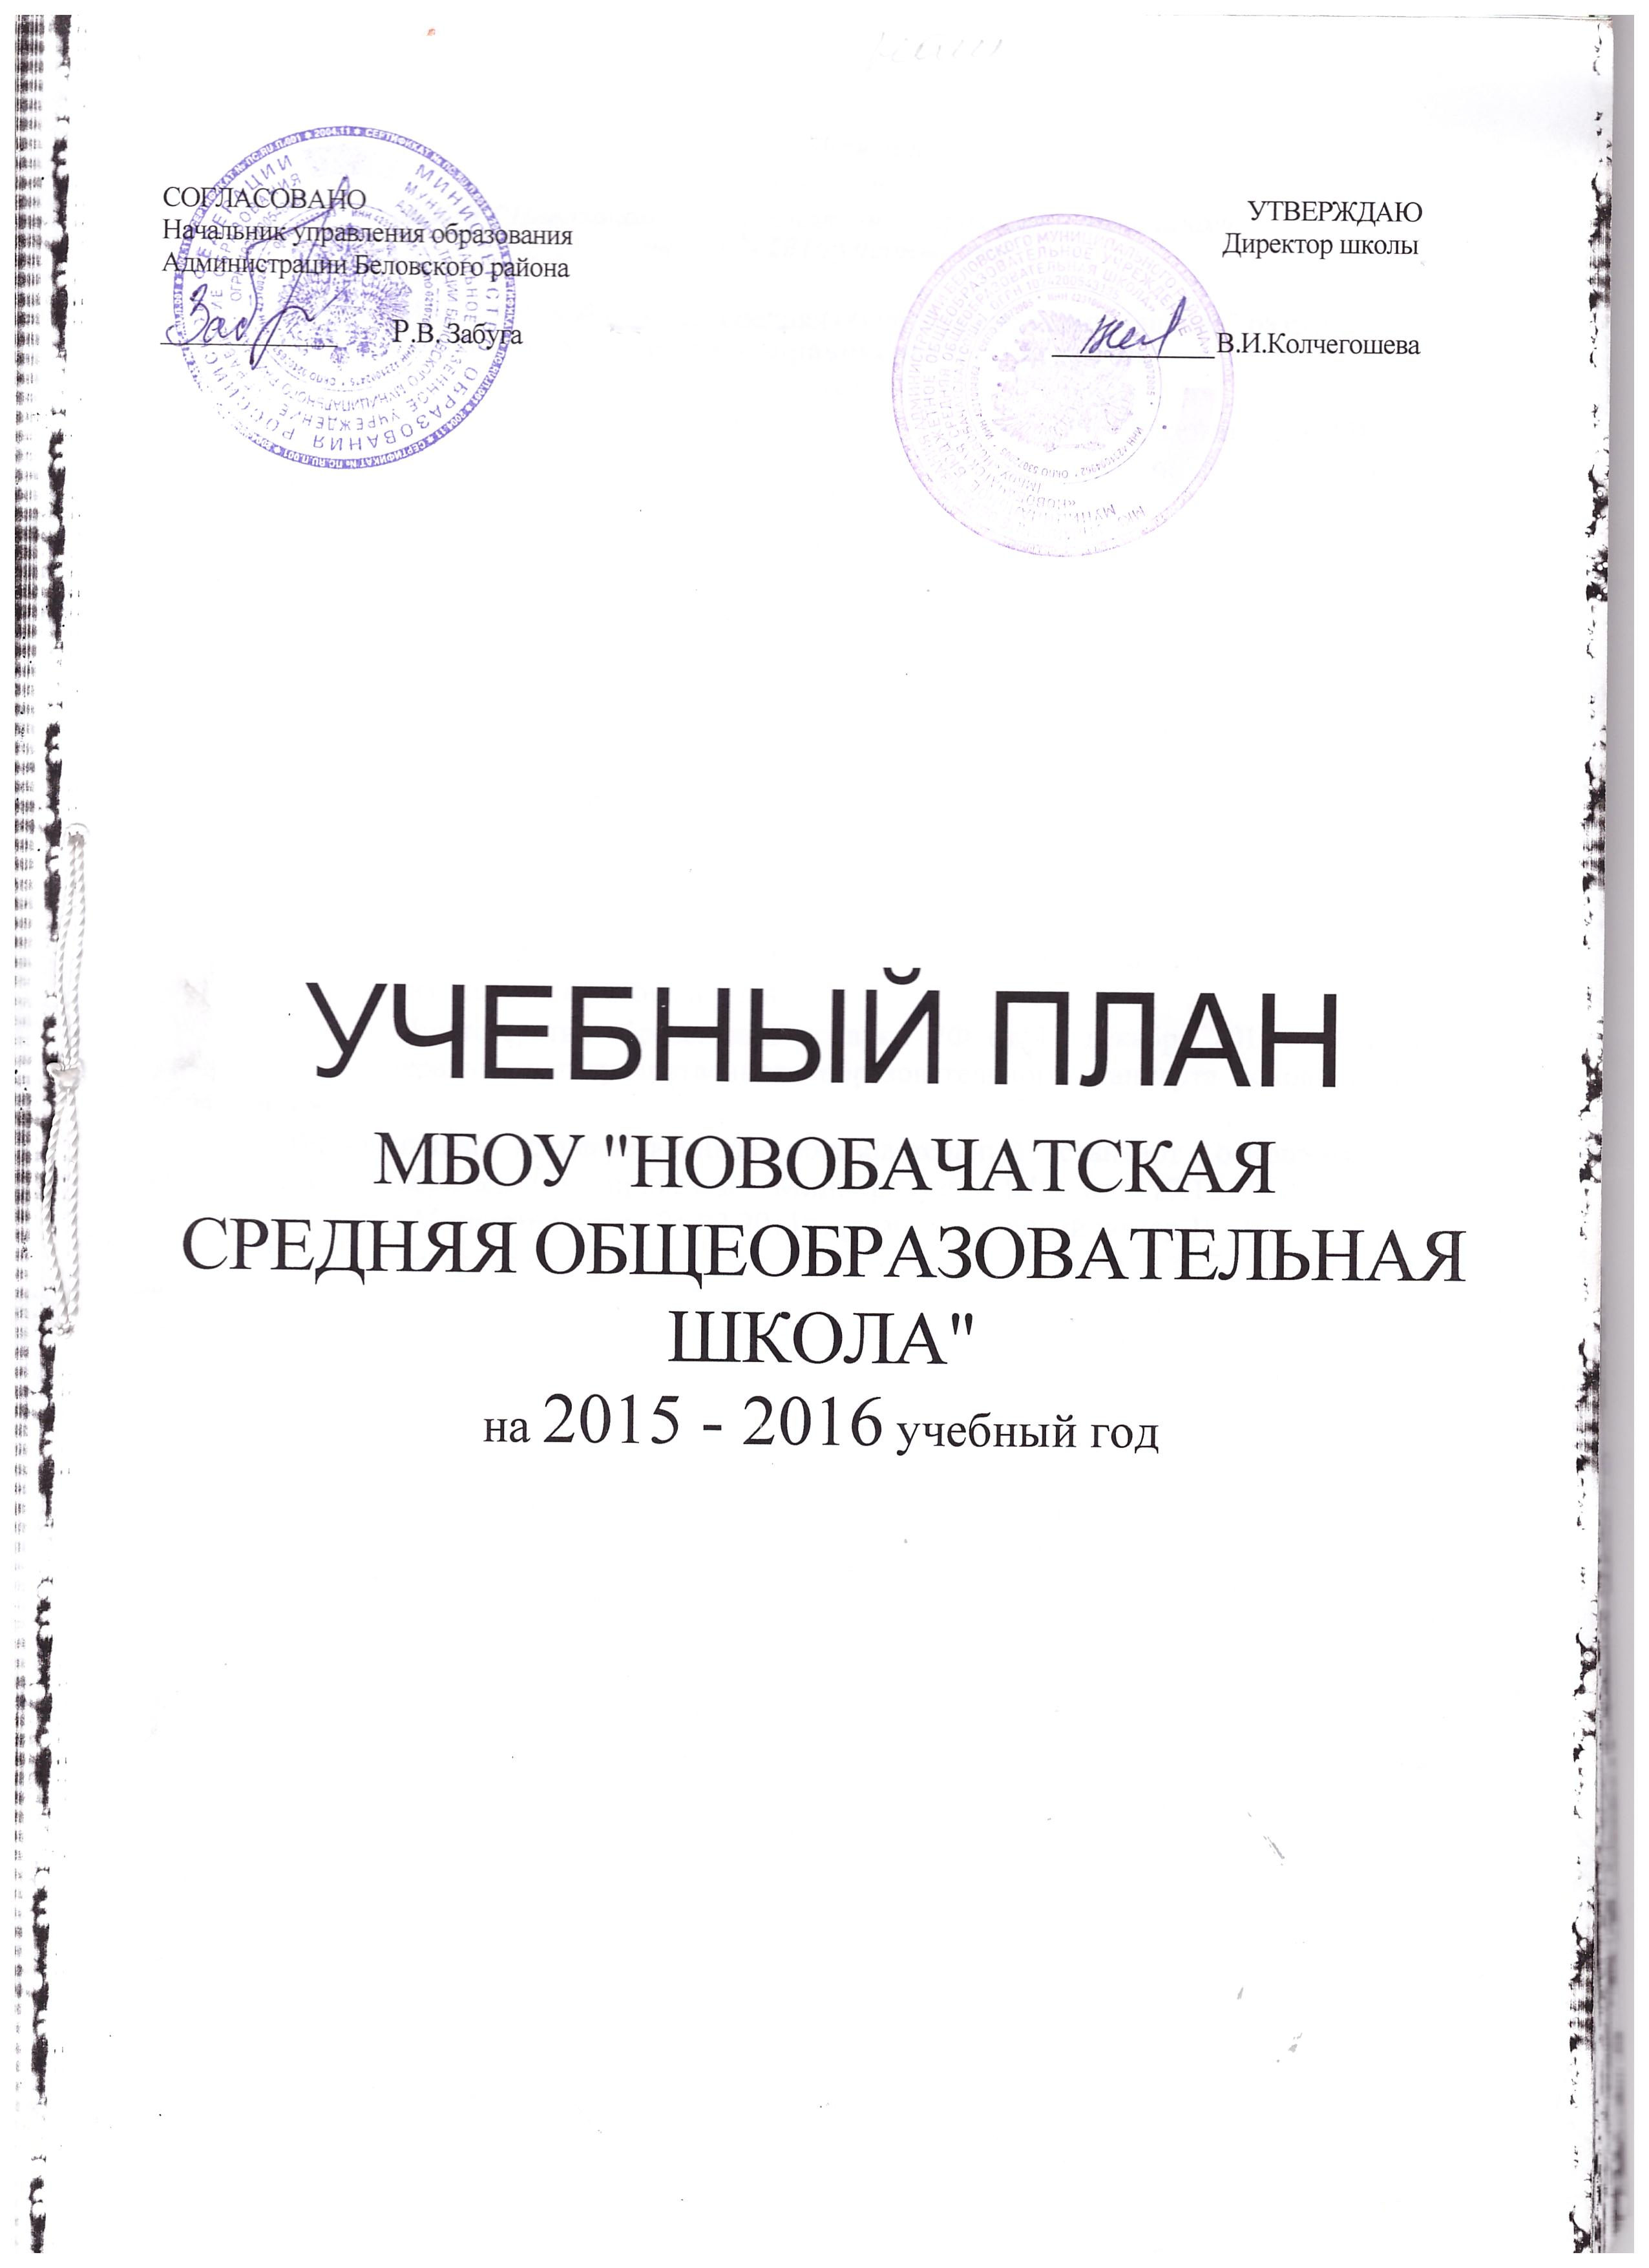 СОГЛАСОВАНО
Начальник управления образования
Администрации Беловского района
Р.В. Забуга
УТВЕРЖДАЮ
Директор школы
В.И.Колчегошева
УЧЕБНЫЙ ПЛАН
МБОУ "НОВОБАЧАТСКАЯ
СРЕДНЯЯ ОБЩЕОБРАЗОВАТЕЛЬНАЯ
ШКОЛА"
на 2015 - 2016 учебный год